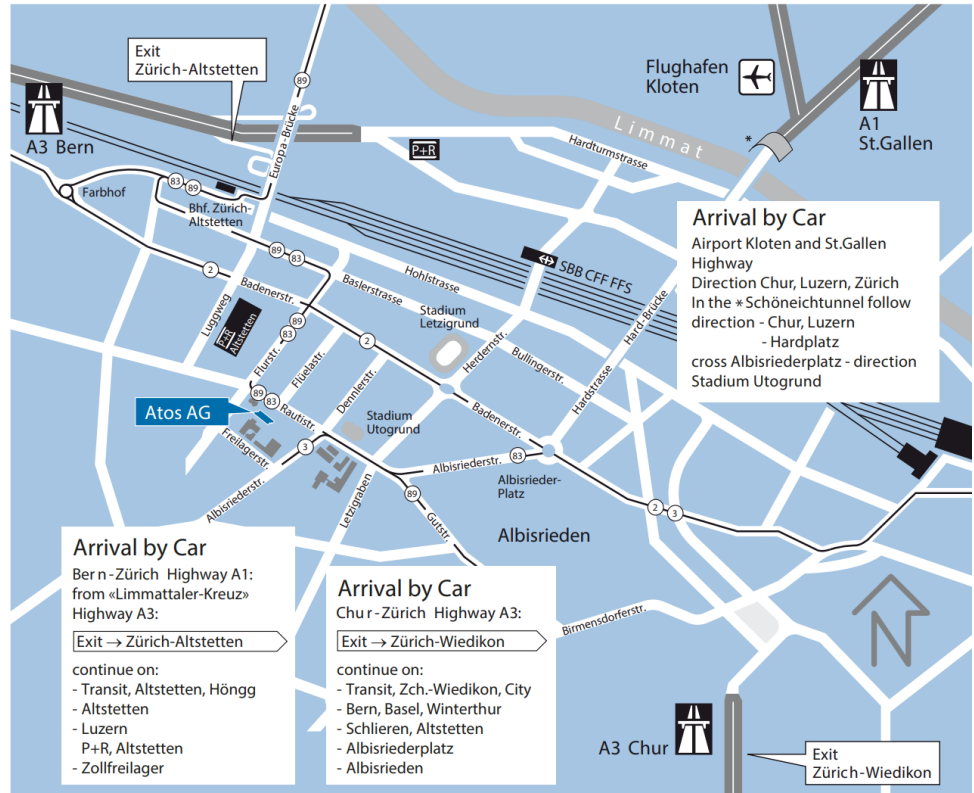 Exit
Zürich-Altstetten
89
A3 Bern
Flughafen
Kloten
A1
St.Gallen
Limmat
*
P+R
Hardturmstrasse
Europa-Brücke
Farbhof
83
89
Bhf. Zürich-
Altstetten
89
83
2
Badenerstr.
Baslerstrasse
Hohlstrasse
SBB CFF FFS
Hard-Brücke
Luggweg
P+R
Altstetten
Stadium
Letzigrund
Herdernstr.
Bullingerstr.
Hardstrasse
89
83
Flurstr.
Flüelastr.
2
Dennlerstr.
Badenerstr.
89
83
Rautistr.
Atos AG
Stadium
Utogrund
Freilagerstr.
3
Albisriederstr.
83
Albisriederstr.
Albisrieder-
Platz
Letzigraben
89
Gutstr.
2
3
Albisrieden
Birmensdorferstr.
N
A3 Chur
Exit
Zürich-Wiedikon
Arrival by Car
Airport Kloten and St.Gallen
Highway
Direction Chur, Luzern, Zürich
In the *Schöneichtunnel follow
direction - Chur, Luzern
- Hardplatz
cross Albisriederplatz - direction
Stadium Utogrund
Arrival by Car
Bern-Zürich Highway A1:
from «Limmattaler-Kreuz»
Highway A3:
Exit → Zürich-Altstetten
continue on:
- Transit, Altstetten, Höngg
- Altstetten
- Luzern
P+R, Altstetten
- Zollfreilager
Arrival by Car
Chur-Zürich Highway A3:
Exit → Zürich-Wiedikon
continue on:
- Transit, Zch.-Wiedikon, City
- Bern, Basel, Winterthur
- Schlieren, Altstetten
- Albisriederplatz
- Albisrieden